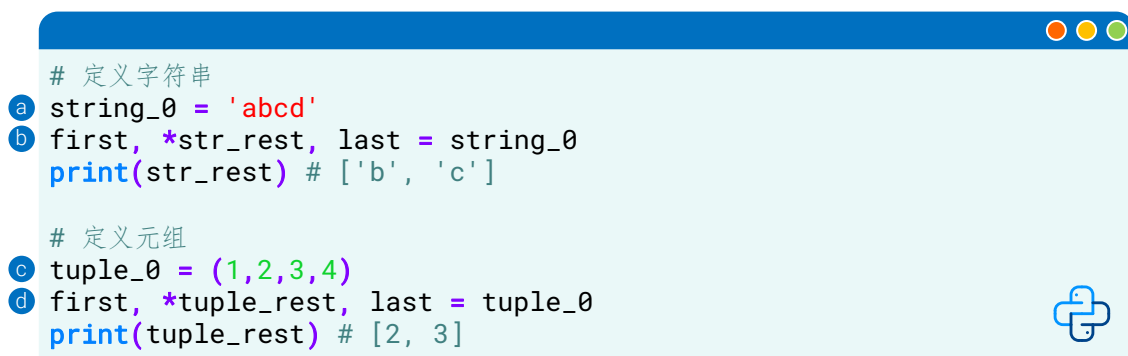 # 定义字符串
a string_0 = 'abcd'
b first, *str_rest, last = string_0
print(str_rest) # ['b', 'c']
# 定义元组
c tuple_0 = (1,2,3,4)
d first, *tuple_rest, last = tuple_0
print(tuple_rest) # [2, 3]